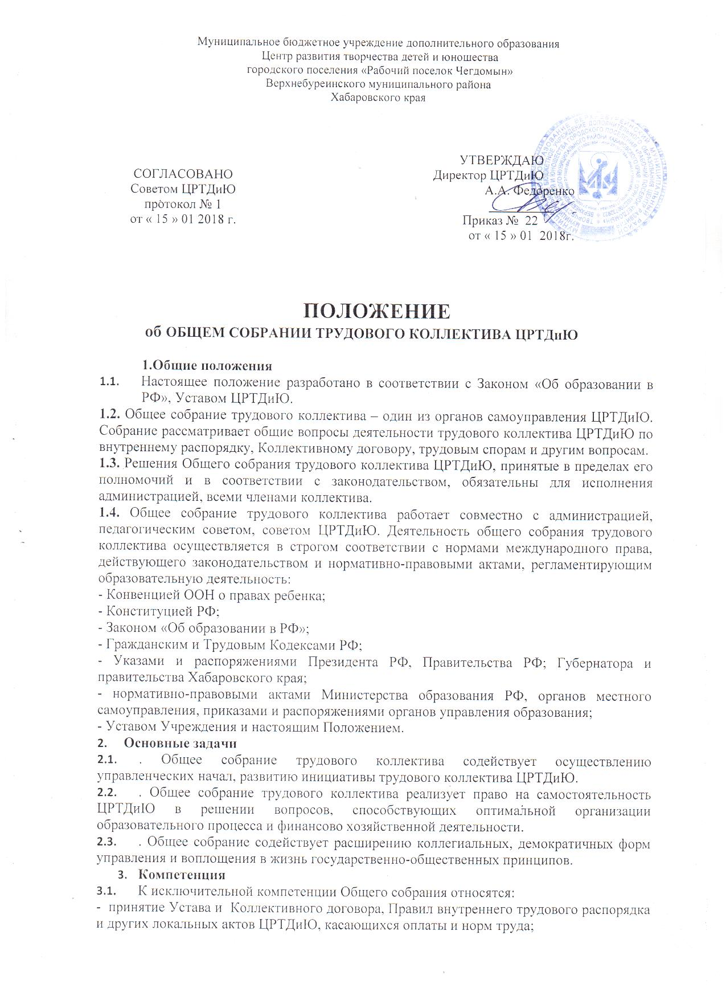 Муниципальное бюджетное учреждение дополнительного образования
Центр развития творчества детей и юношества
городского поселения «Рабочий поселок Чегдомын»
Верхнебуреинского муниципального района
Хабаровского края
СОГЛАСОВАНО
Советом ЦРТДиЮ
протокол № 1
от « 15 » 01 2018 г.
УТВЕРЖДАЮ
Директор ЦРТДиЮ
А.А. Федоренко
Приказ № 22
от « 15 » 01 2018г.
ПОЛОЖЕНИЕ
об ОБЩЕМ СОБРАНИИ ТРУДОВОГО КОЛЛЕКТИВА ЦРТДиЮ
1.Общие положения
1.1. Настоящее положение разработано в соответствии с Законом «Об образовании в
РФ», Уставом ЦРТДиЮ.
1.2. Общее собрание трудового коллектива – один из органов самоуправления ЦРТДиЮ.
Собрание рассматривает общие вопросы деятельности трудового коллектива ЦРТДиЮ по
внутреннему распорядку, Коллективному договору, трудовым спорам и другим вопросам.
1.3. Решения Общего собрания трудового коллектива ЦРТДиЮ, принятые в пределах его
полномочий и в соответствии с законодательством, обязательны для исполнения
администрацией, всеми членами коллектива.
1.4. Общее собрание трудового коллектива работает совместно с администрацией,
педагогическим советом, советом ЦРТДиЮ. Деятельность общего собрания трудового
коллектива осуществляется в строгом соответствии с нормами международного права,
действующего законодательством и нормативно-правовыми актами, регламентирующим
образовательную деятельность:
- Конвенцией ООН о правах ребенка;
- Конституцией РФ;
- Законом «Об образовании в РФ»;
- Гражданским и Трудовым Кодексами РФ;
- Указами и распоряжениями Президента РФ, Правительства РФ; Губернатора и
правительства Хабаровского края;
- нормативно-правовыми актами Министерства образования РФ, органов местного
самоуправления, приказами и распоряжениями органов управления образования;
- Уставом Учреждения и настоящим Положением.
2. Основные задачи
2.1. . Общее собрание трудового коллектива содействует осуществлению
управленческих начал, развитию инициативы трудового коллектива ЦРТДиЮ.
2.2. . Общее собрание трудового коллектива реализует право на самостоятельность
ЦРТДиЮ в решении вопросов, способствующих оптимальной организации
образовательного процесса и финансово хозяйственной деятельности.
2.3. . Общее собрание содействует расширению коллегиальных, демократичных форм
управления и воплощения в жизнь государственно-общественных принципов.
3. Компетенция
3.1. К исключительной компетенции Общего собрания относятся:
- принятие Устава и Коллективного договора, Правил внутреннего трудового распорядка
и других локальных актов ЦРТДиЮ, касающихся оплаты и норм труда;